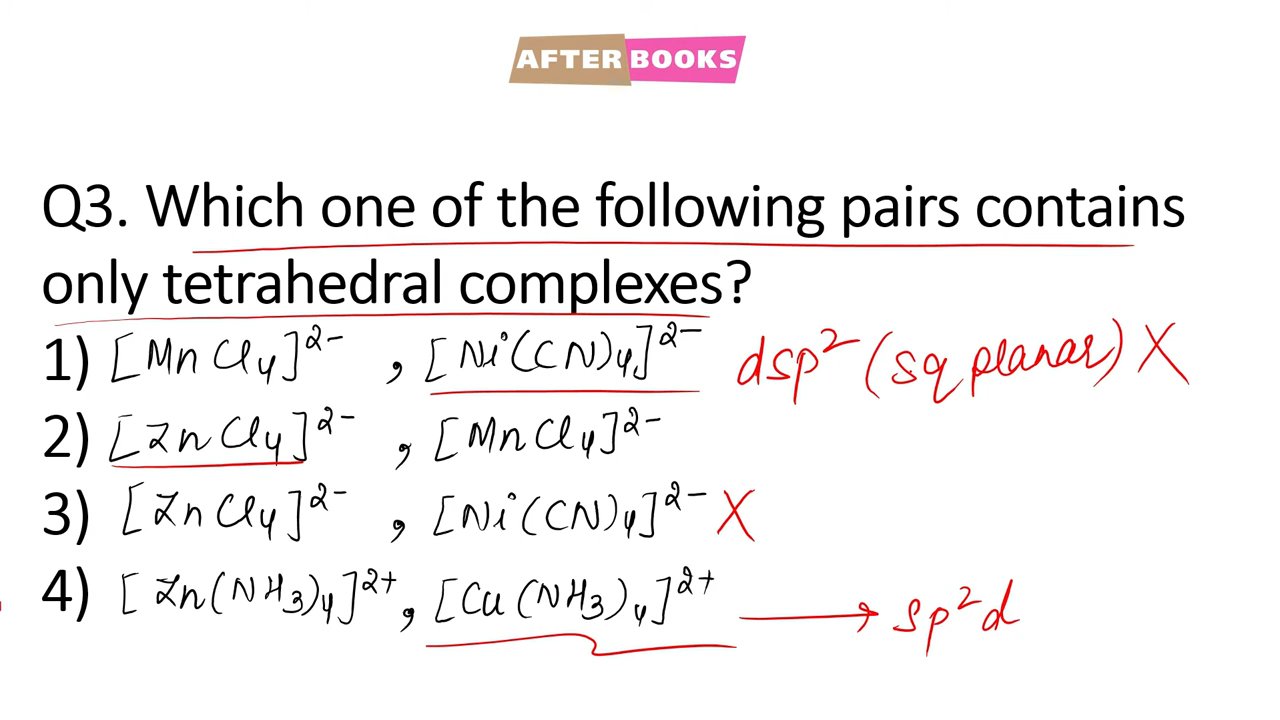 AFTERBOOKS
Q3. Which one of the following pairs contains
only tetrahedral complexes?
1) [MnCl₄]²⁻ , [Ni(CN)₄]²⁻ dsp² (sq planar) X
2) [ZnCl₄]²⁻ , [MnCl₄]²⁻
3) [ZnCl₄]²⁻ , [Ni(CN)₄]²⁻ X
4) [Zn(NH₃)₄]²⁺ , [Cu(NH₃)₄]²⁺ → sp²d